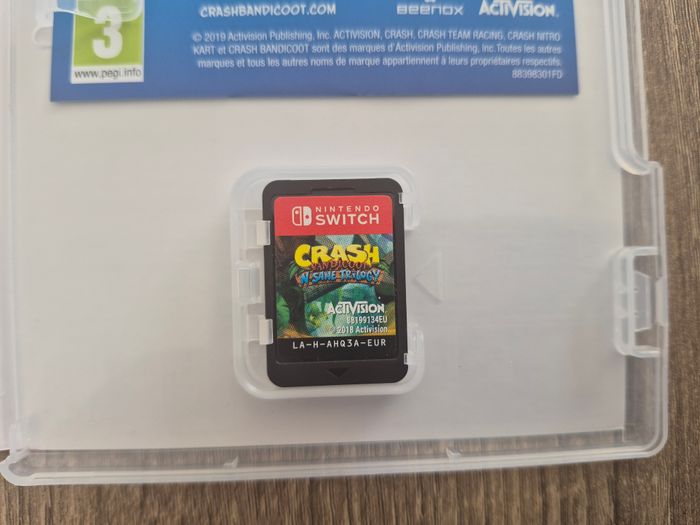 CRASHBANDICOOT.COM
BEENOX
ACTIVISION.
3
www.pegi.info
© 2019 Activision Publishing, Inc. ACTIVISION, CRASH, CRASH TEAM RACING, CRASH NITRO
KART et CRASH BANDICOOT sont des marques d'Activision Publishing, Inc. Toutes les autres
marques et tous les autres noms de marque appartiennent à leurs propriétaires respectifs.
88398301FD
NINTENDO
SWITCH
CRASH
BANDICOOT
N. SANE TRILOGY
ACTIVISION.
88199134EU
© 2018 Activision
LA-H-AHQ3A-EUR